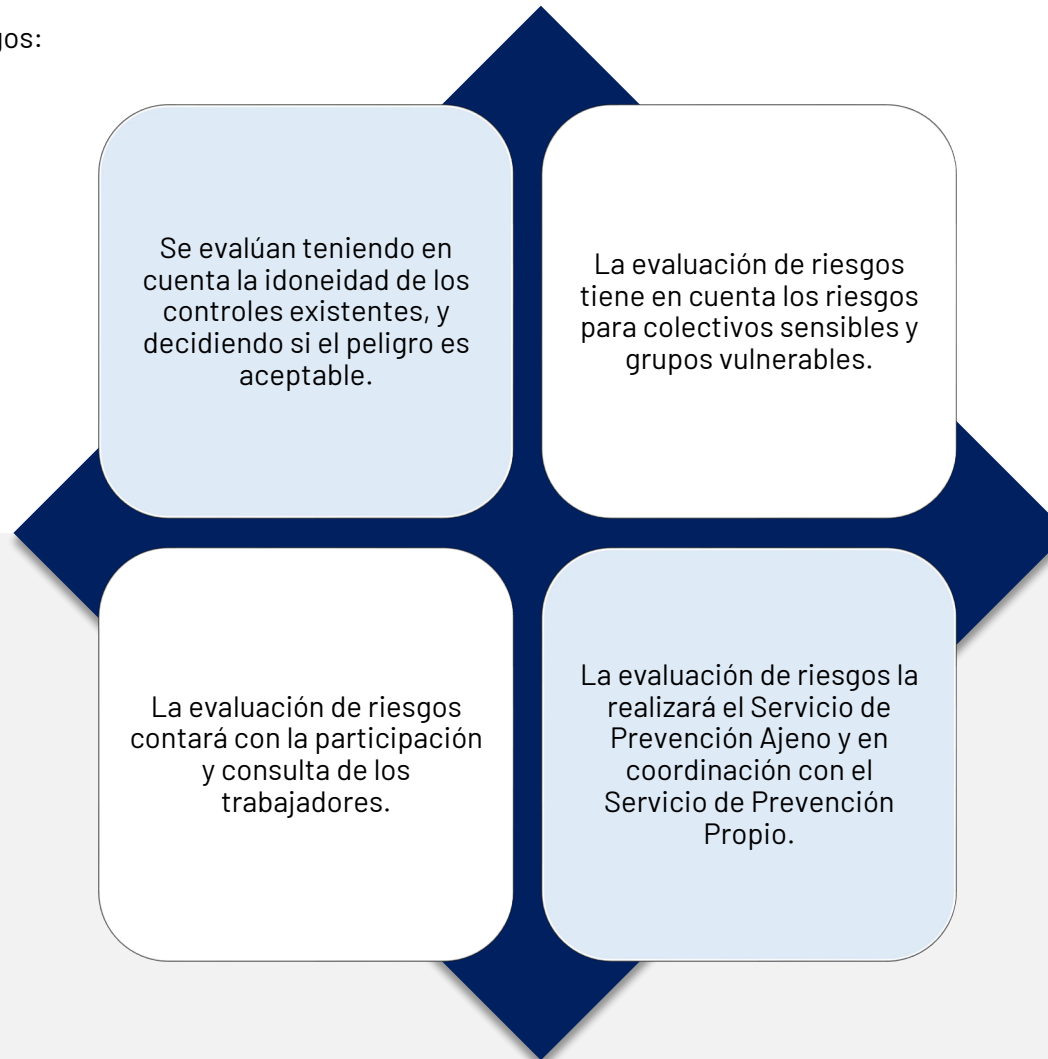 gos:
Se evalúan teniendo en
cuenta la idoneidad de los
controles existentes, y
decidiendo si el peligro es
aceptable.
La evaluación de riesgos
tiene en cuenta los riesgos
para colectivos sensibles y
grupos vulnerables.
La evaluación de riesgos
contará con la participación
y consulta de los
trabajadores.
La evaluación de riesgos la
realizará el Servicio de
Prevención Ajeno y en
coordinación con el
Servicio de Prevención
Propio.